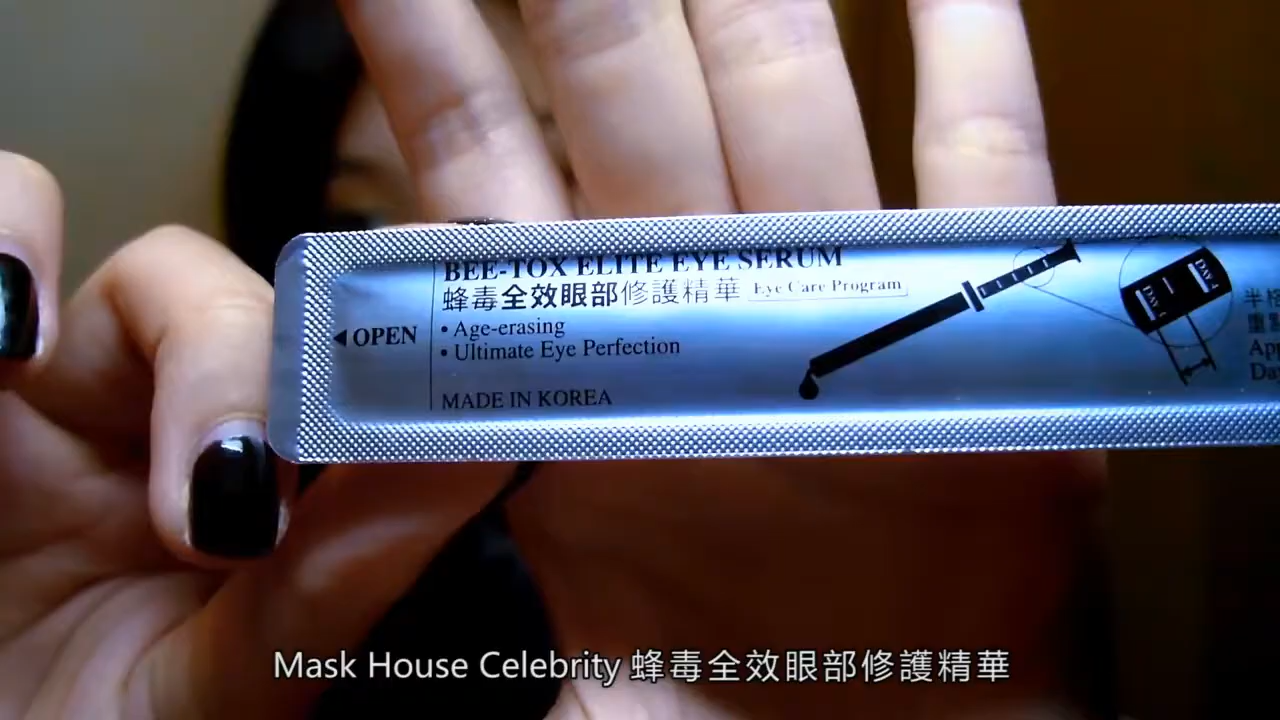 BEE-TOX ELITE EYE SERUM
蜂毒全效眼部修護精華 Eye Care Program
◀OPEN
• Age-erasing
• Ultimate Eye Perfection
MADE IN KOREA
DAY 1
DAY 4
Mask House Celebrity 蜂毒全效眼部修護精華